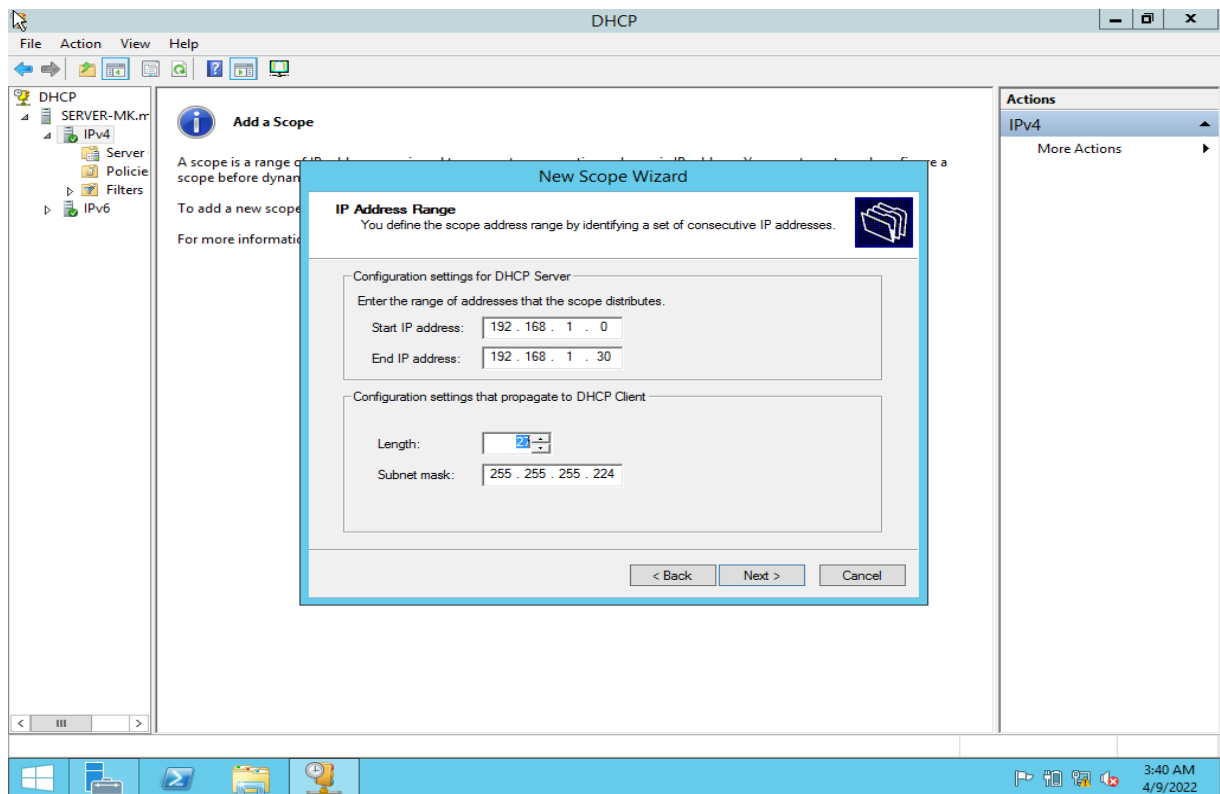 DHCP
File Action View Help
DHCP
SERVER-MK.m
IPv4
Server
Policie
Filters
IPv6
Add a Scope
A scope is a range of
scope before dynan
To add a new scope
For more informatic
New Scope Wizard
IP Address Range
You define the scope address range by identifying a set of consecutive IP addresses.
Configuration settings for DHCP Server
Enter the range of addresses that the scope distributes.
Start IP address: 192 . 168 . 1 . 0
End IP address: 192 . 168 . 1 . 30
Configuration settings that propagate to DHCP Client
Length: 27
Subnet mask: 255 . 255 . 255 . 224
< Back Next > Cancel
Actions
IPv4
More Actions
3:40 AM
4/9/2022